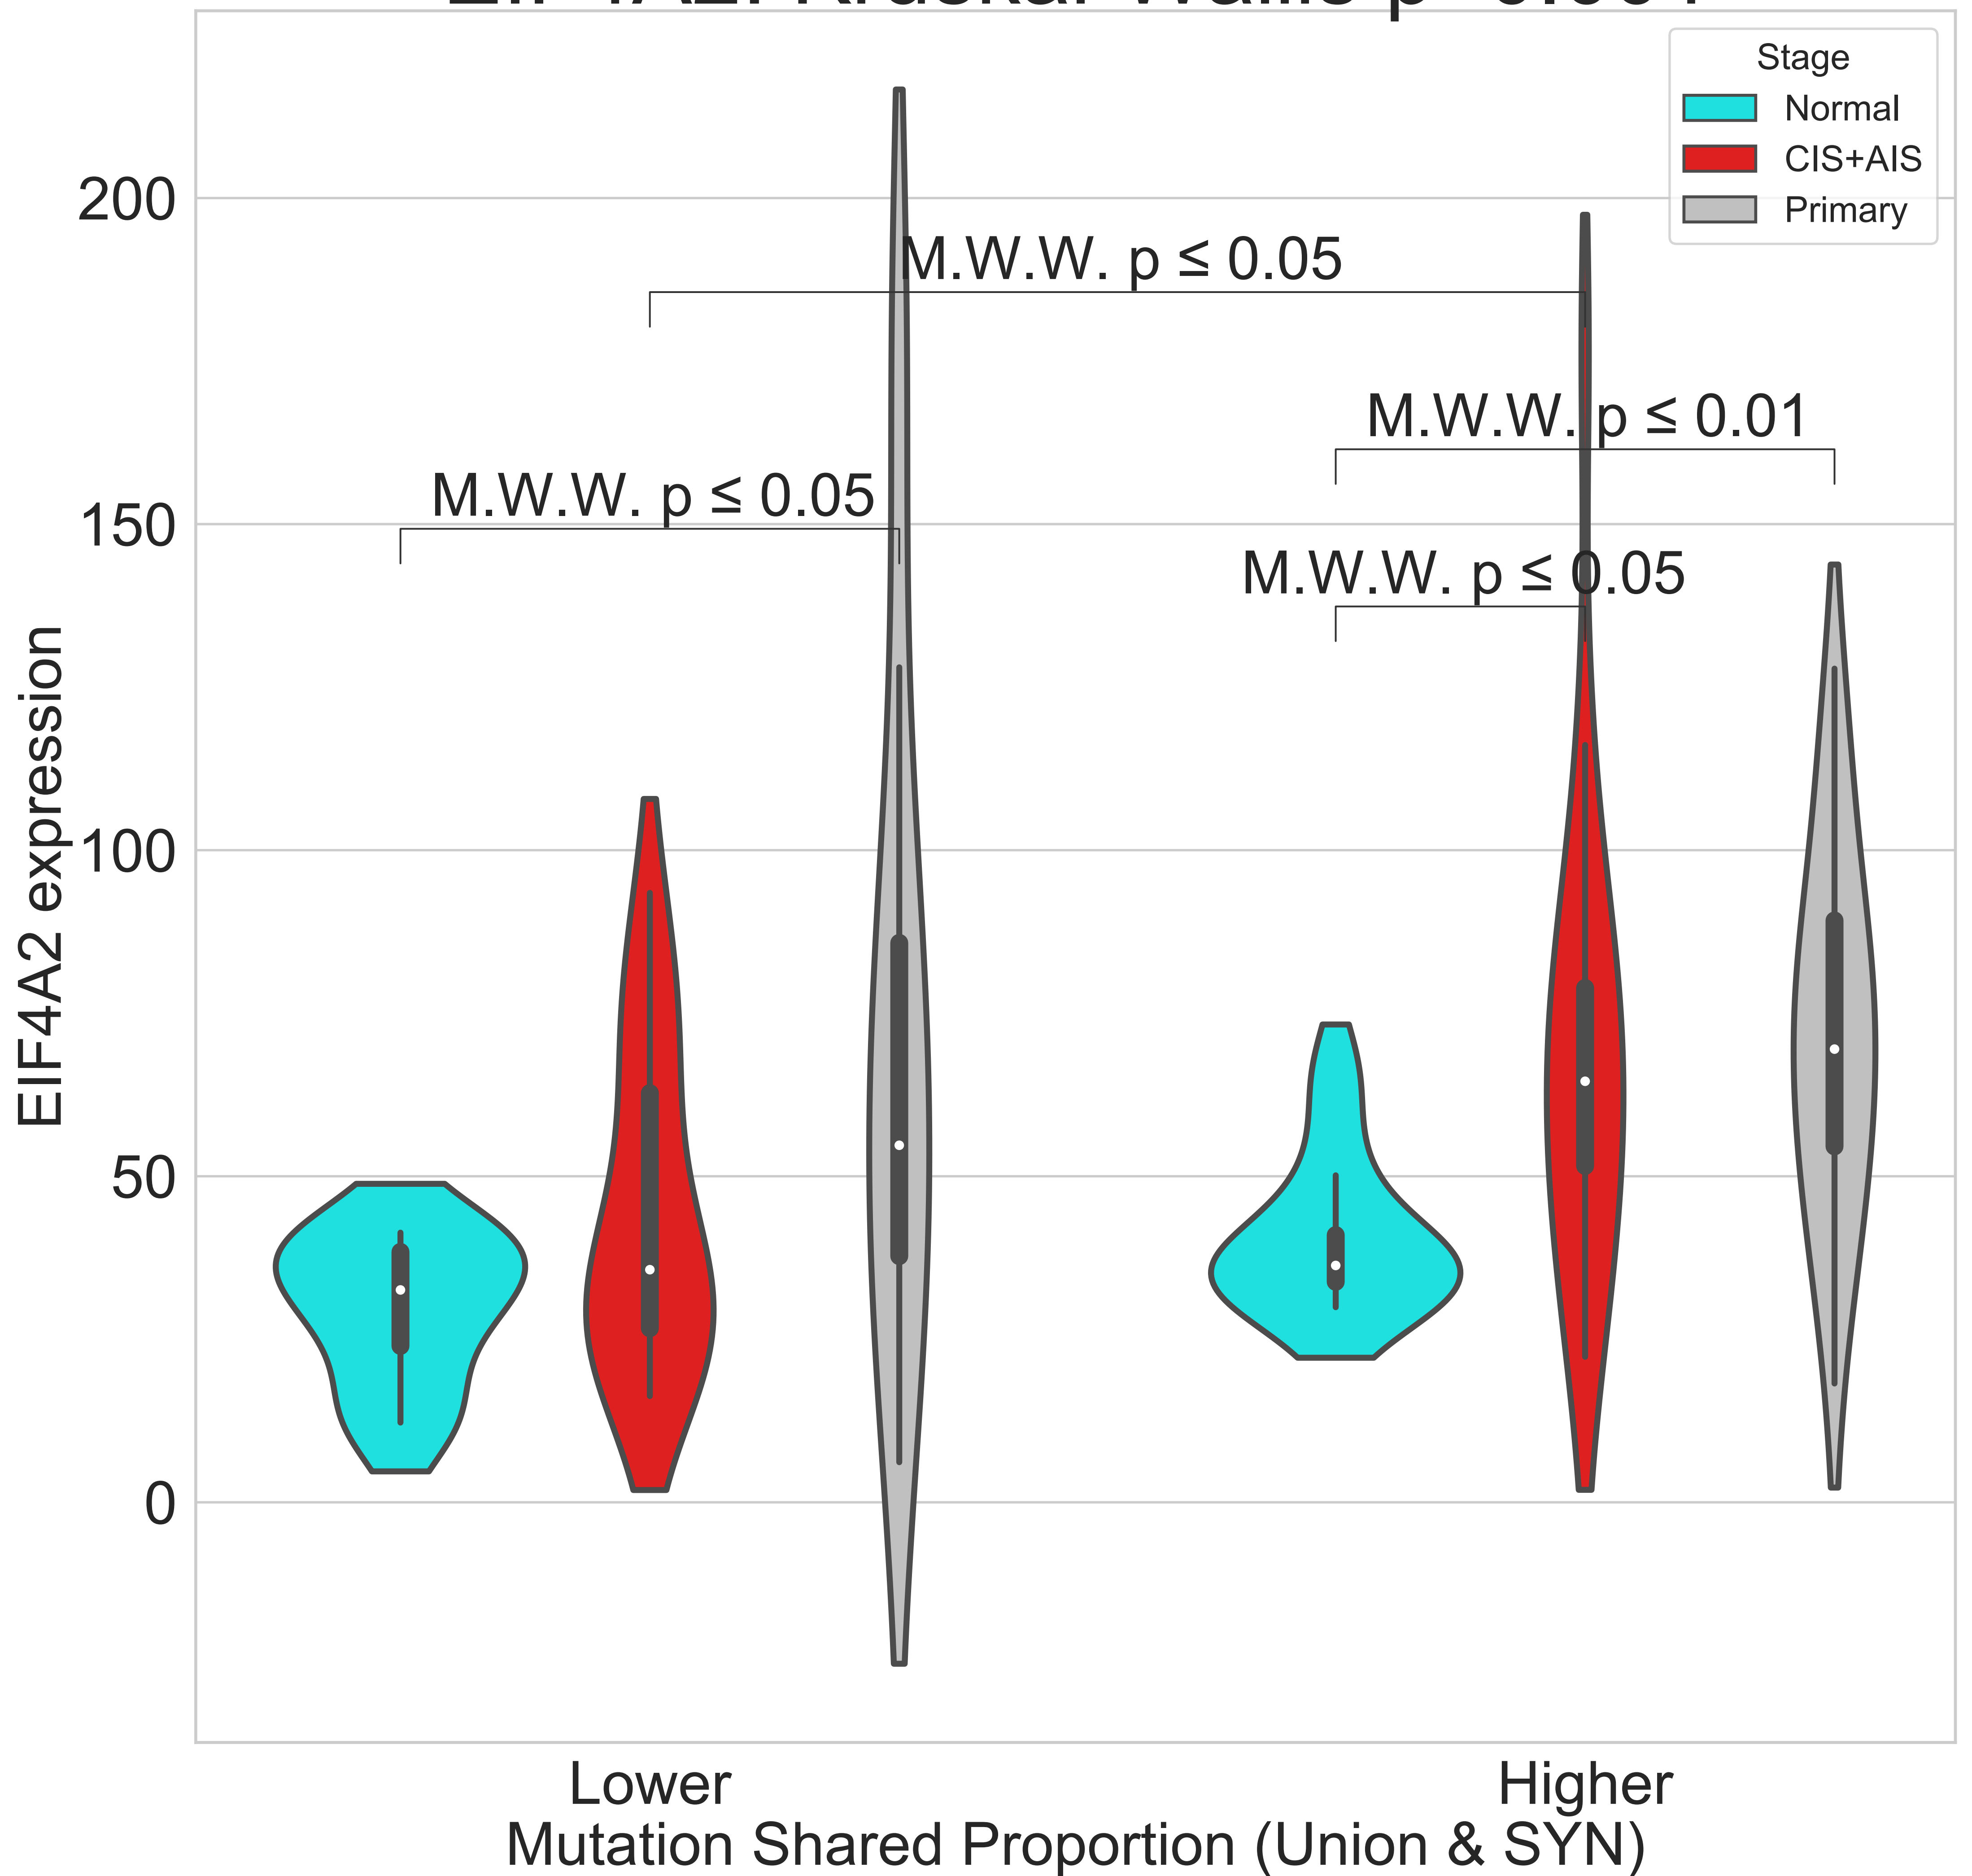 Stage
Normal
CIS+AIS
Primary
200
150
100
50
0
EIF4A2 expression
M.W.W. p ≤ 0.05
M.W.W. p ≤ 0.01
M.W.W. p ≤ 0.05
M.W.W. p ≤ 0.05
Lower
Higher
Mutation Shared Proportion (Union & SYN)